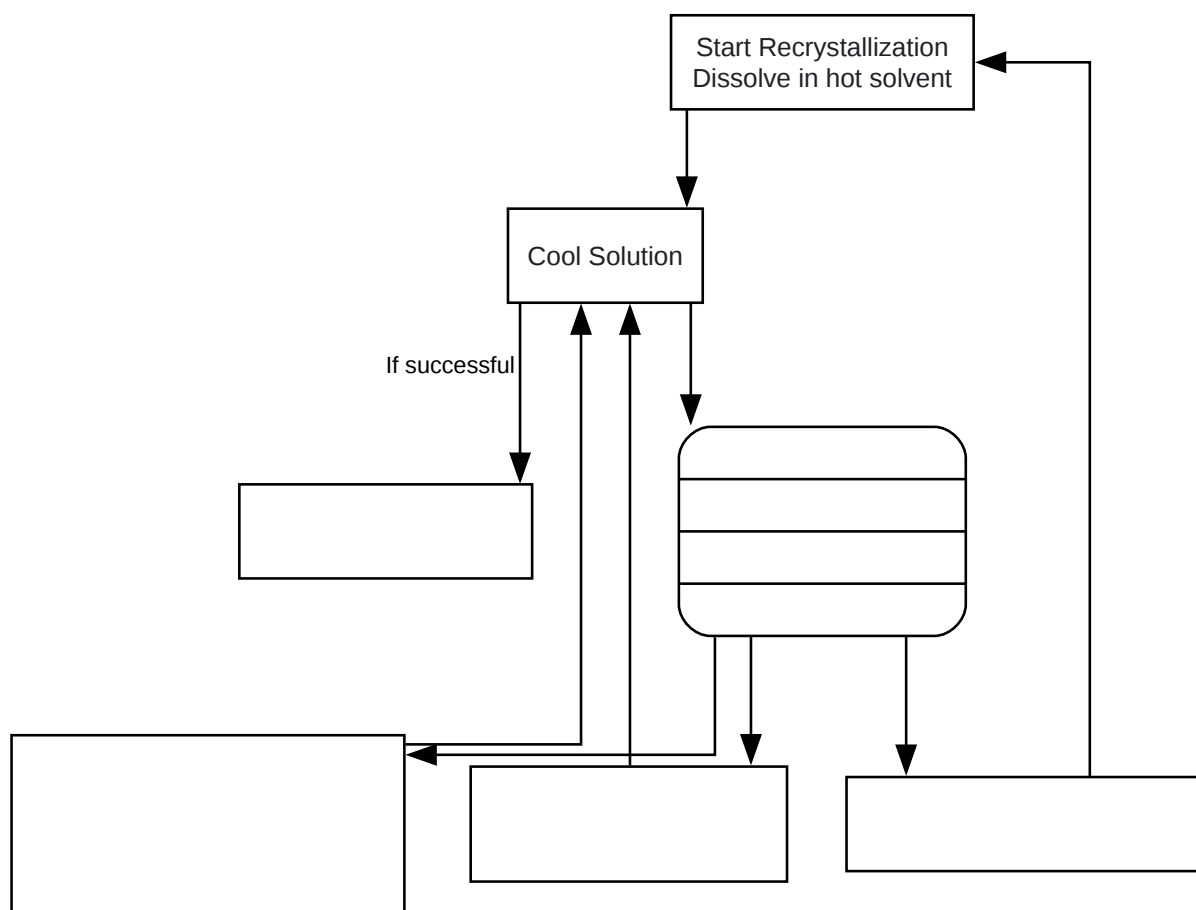 Start Recrystallization
Dissolve in hot solvent
Cool Solution
If successful